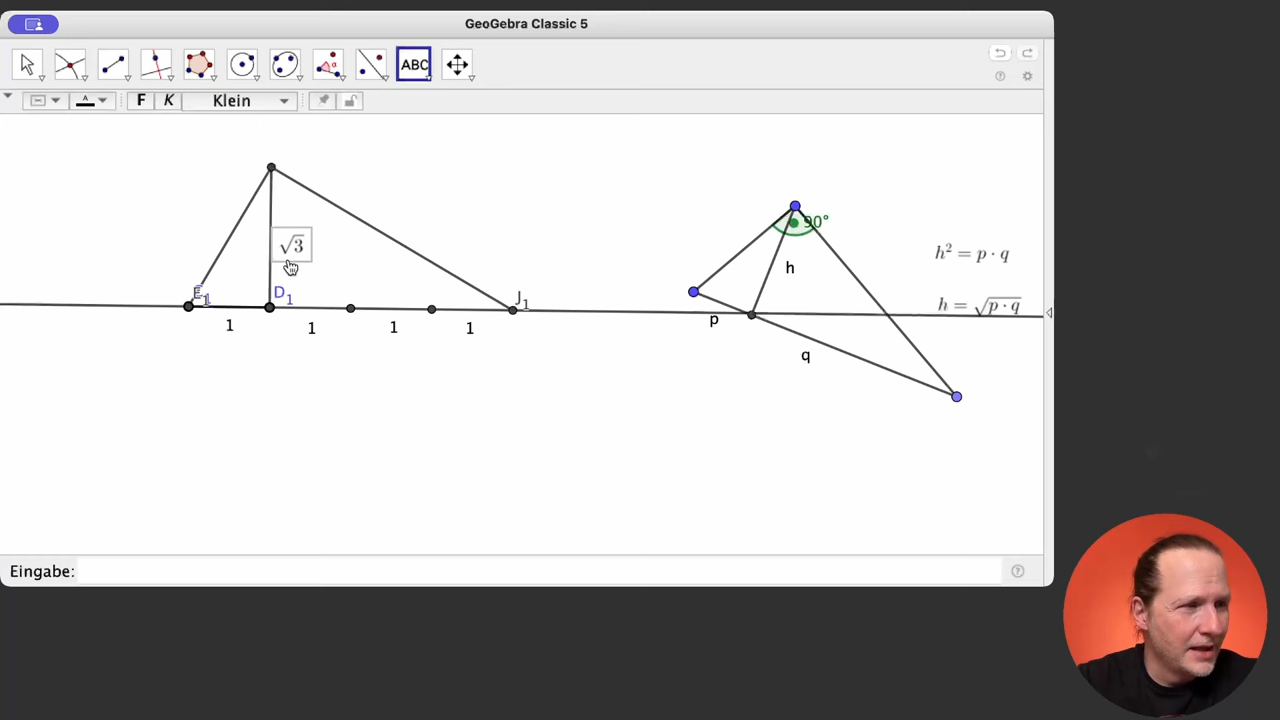 GeoGebra Classic 5
ABC
F K Klein
90°
√3
h
h² = p · q
E₁ D₁ J₁
h = √p · q
1 1 1 1
p
q
Eingabe: